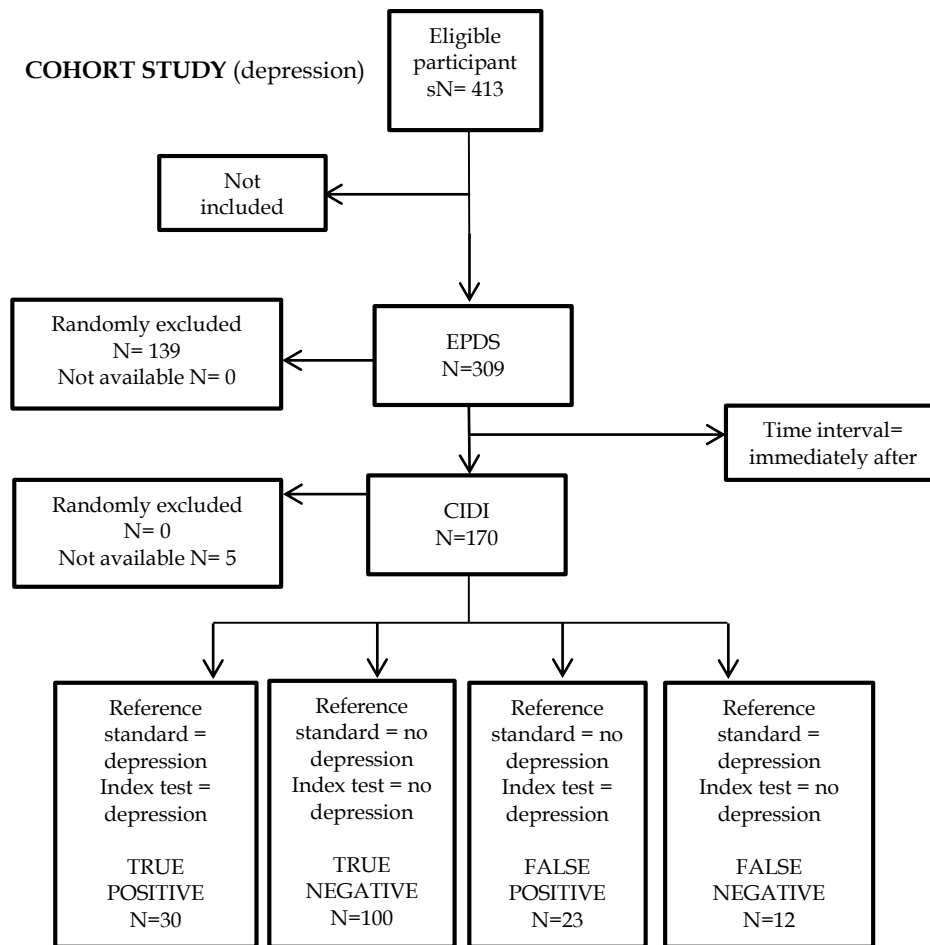 Eligible
participant
sN= 413
COHORT STUDY (depression)
Not
included
Randomly excluded
N= 139
Not available N= 0
EPDS
N=309
Time interval=
immediately after
Randomly excluded
N= 0
Not available N= 5
CIDI
N=170
Reference
standard =
depression
Index test =
depression
TRUE
POSITIVE
N=30
Reference
standard = no
depression
Index test = no
depression
TRUE
NEGATIVE
N=100
Reference
standard = no
depression
Index test =
depression
FALSE
POSITIVE
N=23
Reference
standard =
depression
Index test = no
depression
FALSE
NEGATIVE
N=12